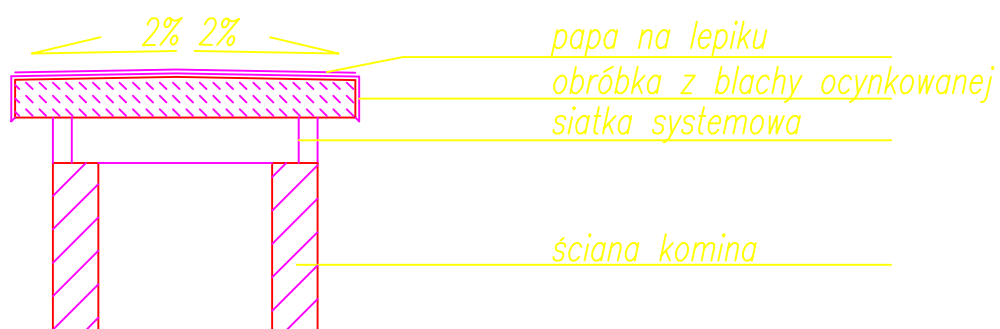 2% 2%
papa na lepiku
obróbka z blachy ocynkowanej
siatka systemowa
ściana komina